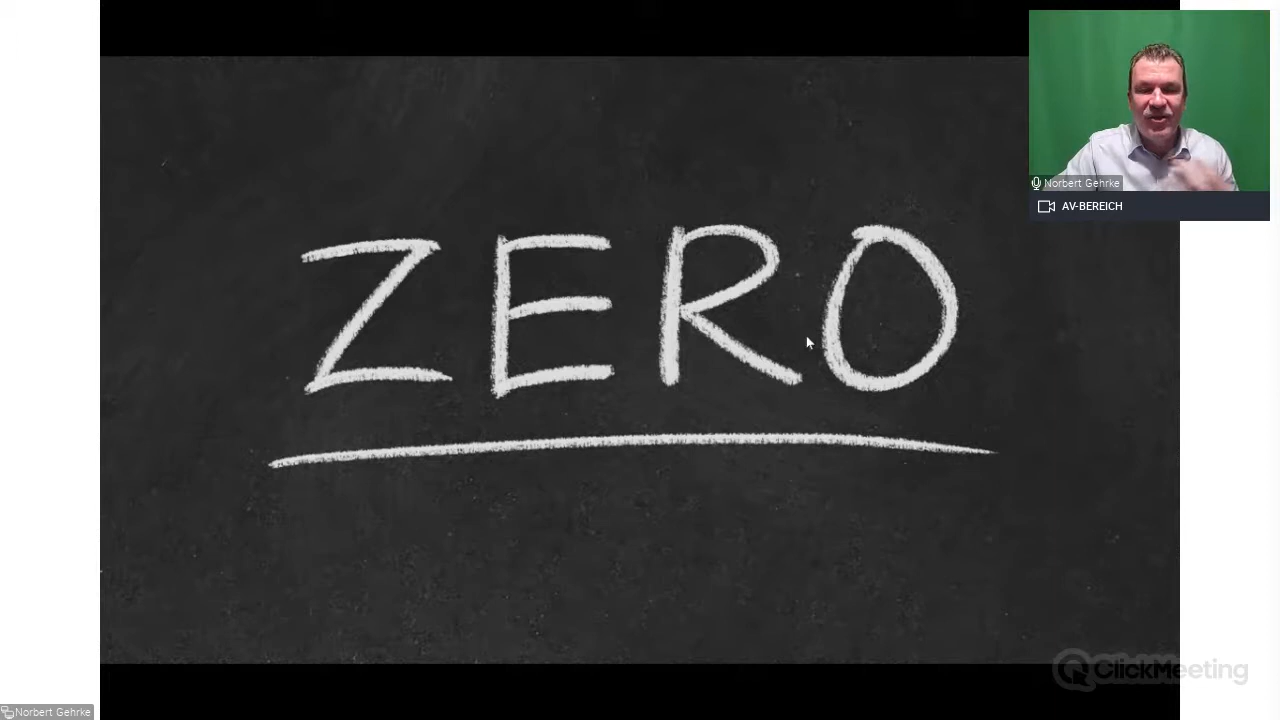 Norbert Gehrke
AV-BEREICH
ZERO
ClickMeeting
Norbert Gehrke